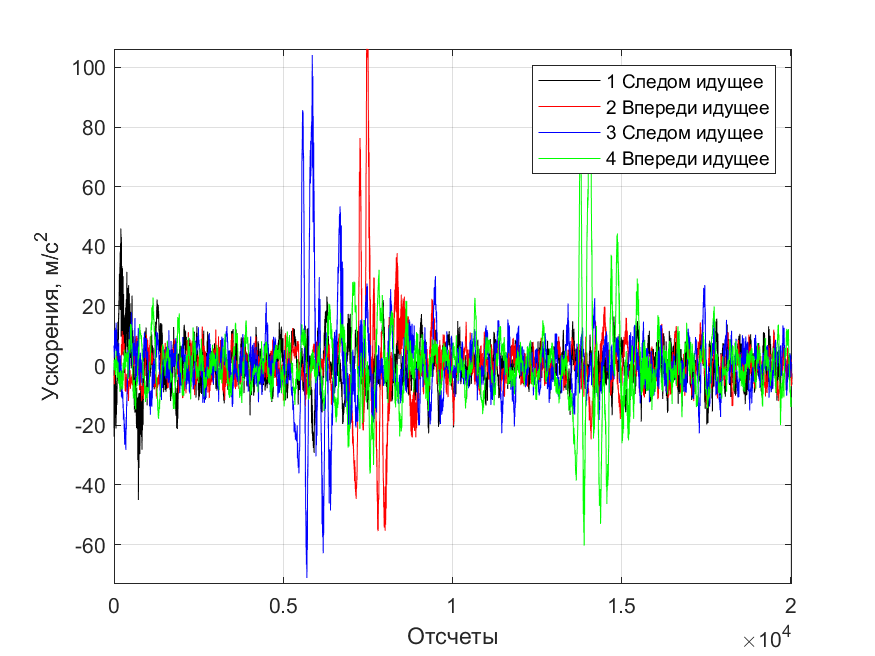 1 Следом идущее
2 Впереди идущее
3 Следом идущее
4 Впереди идущее
Ускорения, м/с²
100
80
60
40
20
0
-20
-40
-60
0 0.5 1 1.5 2
×10⁴
Отсчеты